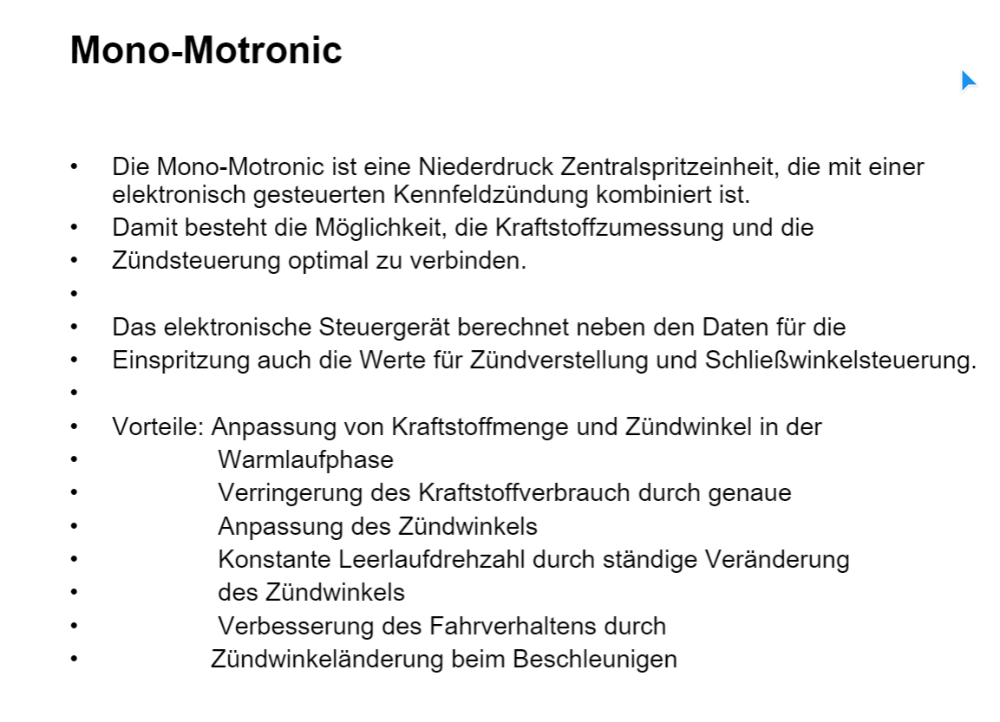 Mono-Motronic
• Die Mono-Motronic ist eine Niederdruck Zentralspritzeinheit, die mit einer
elektronisch gesteuerten Kennfeldzündung kombiniert ist.
• Damit besteht die Möglichkeit, die Kraftstoffzumessung und die
• Zündsteuerung optimal zu verbinden.
•
• Das elektronische Steuergerät berechnet neben den Daten für die
• Einspritzung auch die Werte für Zündverstellung und Schließwinkelsteuerung.
•
• Vorteile: Anpassung von Kraftstoffmenge und Zündwinkel in der
• Warmlaufphase
• Verringerung des Kraftstoffverbrauch durch genaue
• Anpassung des Zündwinkels
• Konstante Leerlaufdrehzahl durch ständige Veränderung
• des Zündwinkels
• Verbesserung des Fahrverhaltens durch
• Zündwinkeländerung beim Beschleunigen